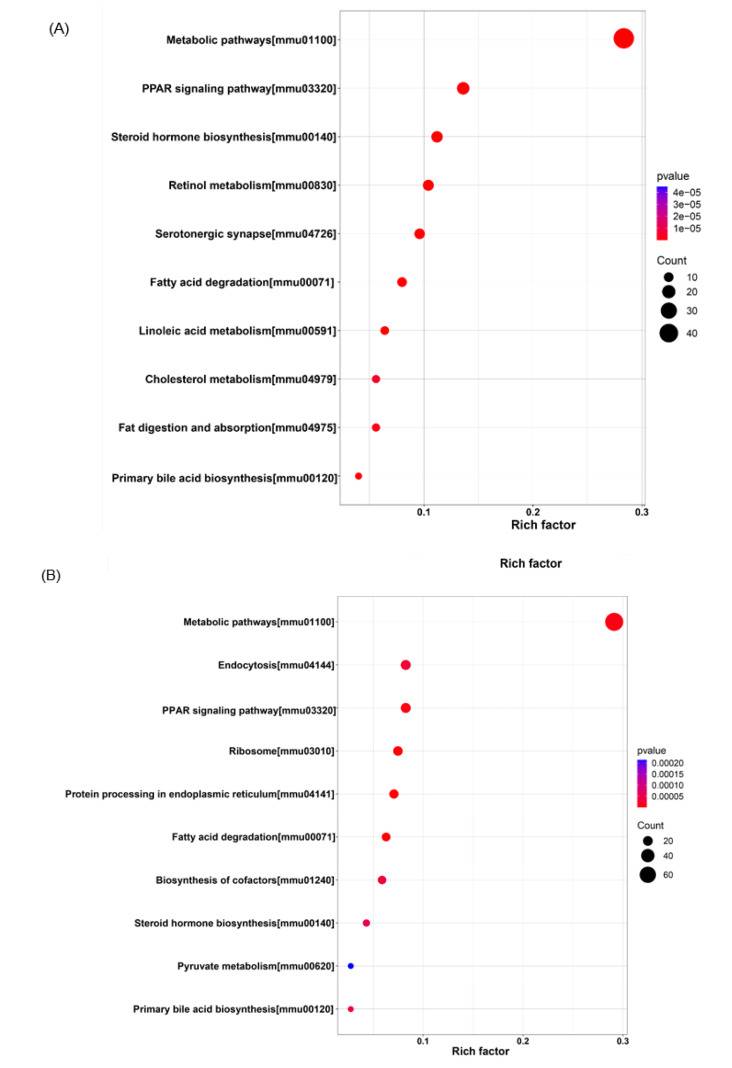 (A)
Metabolic pathways[mmu01100]
PPAR signaling pathway[mmu03320]
Steroid hormone biosynthesis[mmu00140]
Retinol metabolism[mmu00830]
Serotonergic synapse[mmu04726]
Fatty acid degradation[mmu00071]
Linoleic acid metabolism[mmu00591]
Cholesterol metabolism[mmu04979]
Fat digestion and absorption[mmu04975]
Primary bile acid biosynthesis[mmu00120]
0.1 0.2 0.3
Rich factor
pvalue
4e−05
3e−05
2e−05
1e−05
Count
10
20
30
40
Rich factor
(B)
Metabolic pathways[mmu01100]
Endocytosis[mmu04144]
PPAR signaling pathway[mmu03320]
Ribosome[mmu03010]
Protein processing in endoplasmic reticulum[mmu04141]
Fatty acid degradation[mmu00071]
Biosynthesis of cofactors[mmu01240]
Steroid hormone biosynthesis[mmu00140]
Pyruvate metabolism[mmu00620]
Primary bile acid biosynthesis[mmu00120]
0.1 0.2 0.3
Rich factor
pvalue
0.00020
0.00015
0.00010
0.00005
Count
20
40
60